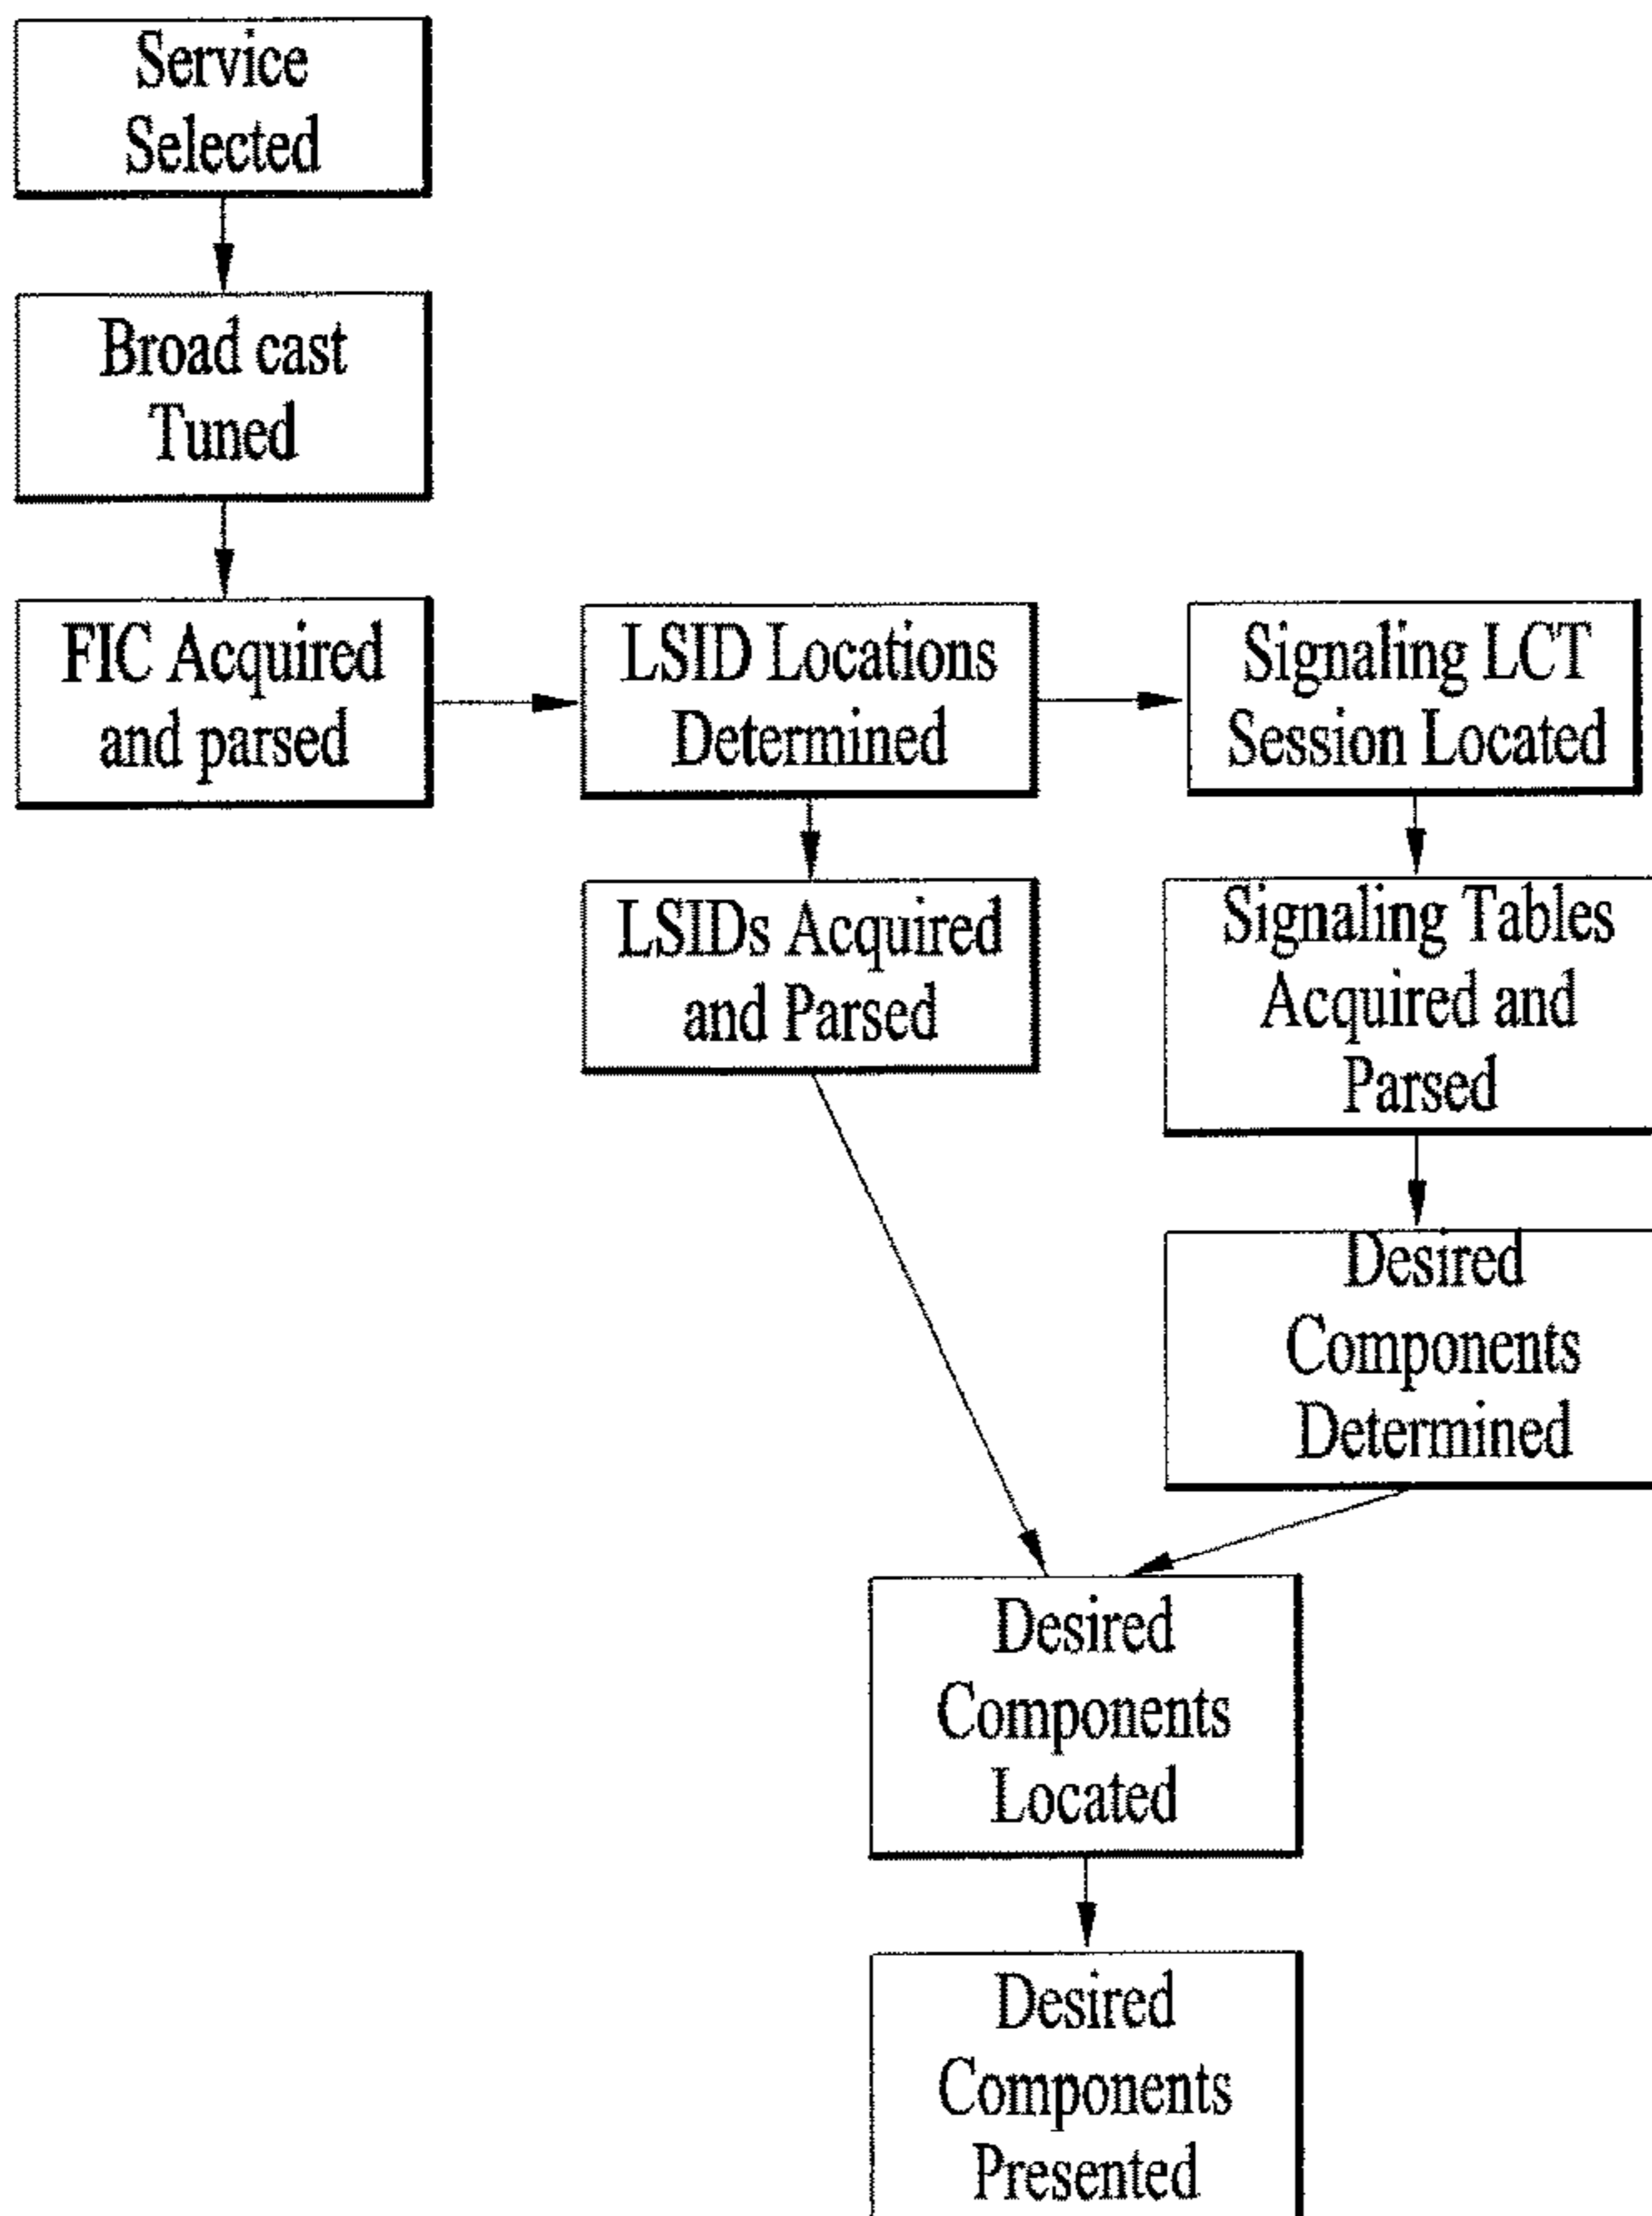 Service
Selected
Broad cast
Tuned
FIC Acquired
and parsed
LSID Locations
Determined
Signaling LCT
Session Located
LSIDs Acquired
and Parsed
Signaling Tables
Acquired and
Parsed
Desired
Components
Determined
Desired
Components
Located
Desired
Components
Presented